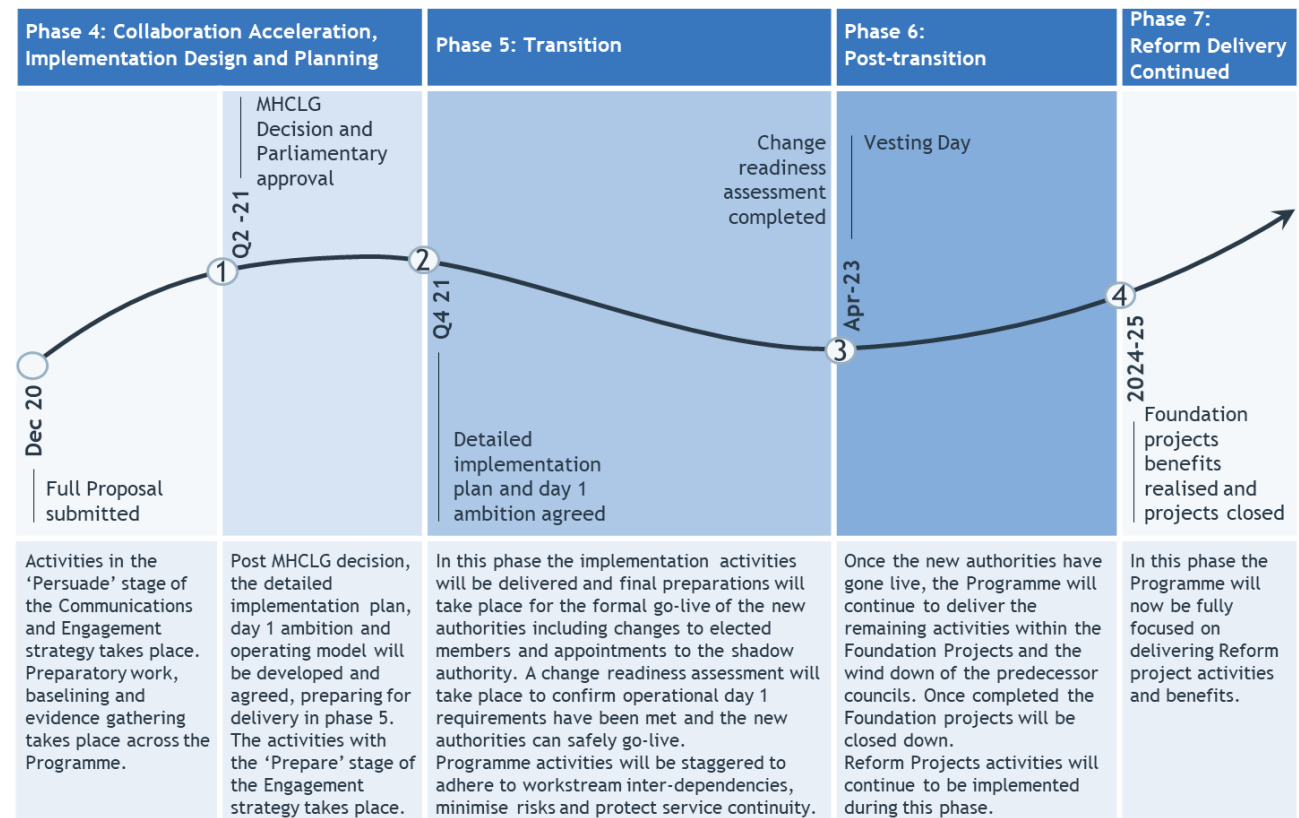 Phase 4: Collaboration Acceleration,
Implementation Design and Planning
Phase 5: Transition
Phase 6:
Post-transition
Phase 7:
Reform Delivery
Continued
MHCLG
Decision and
Parliamentary
approval
Q2 -21
1
2
Q4 21
Change
readiness
assessment
completed
Vesting Day
Apr-23
3
4
2024-25
Dec 20
Full Proposal
submitted
Detailed
implementation
plan and day 1
ambition agreed
Foundation
projects
benefits
realised and
projects closed
Activities in the
‘Persuade’ stage of
the Communications
and Engagement
strategy takes place.
Preparatory work,
baselining and
evidence gathering
takes place across the
Programme.
Post MHCLG decision,
the detailed
implementation plan,
day 1 ambition and
operating model will
be developed and
agreed, preparing for
delivery in phase 5.
The activities with
the ‘Prepare’ stage of
the Engagement
strategy takes place.
In this phase the implementation activities
will be delivered and final preparations will
take place for the formal go-live of the new
authorities including changes to elected
members and appointments to the shadow
authority. A change readiness assessment will
take place to confirm operational day 1
requirements have been met and the new
authorities can safely go-live.
Programme activities will be staggered to
adhere to workstream inter-dependencies,
minimise risks and protect service continuity.
Once the new authorities have
gone live, the Programme will
continue to deliver the
remaining activities within the
Foundation Projects and the
wind down of the predecessor
councils. Once completed the
Foundation projects will be
closed down.
Reform Projects activities will
continue to be implemented
during this phase.
In this phase the
Programme will
now be fully
focused on
delivering Reform
project activities
and benefits.